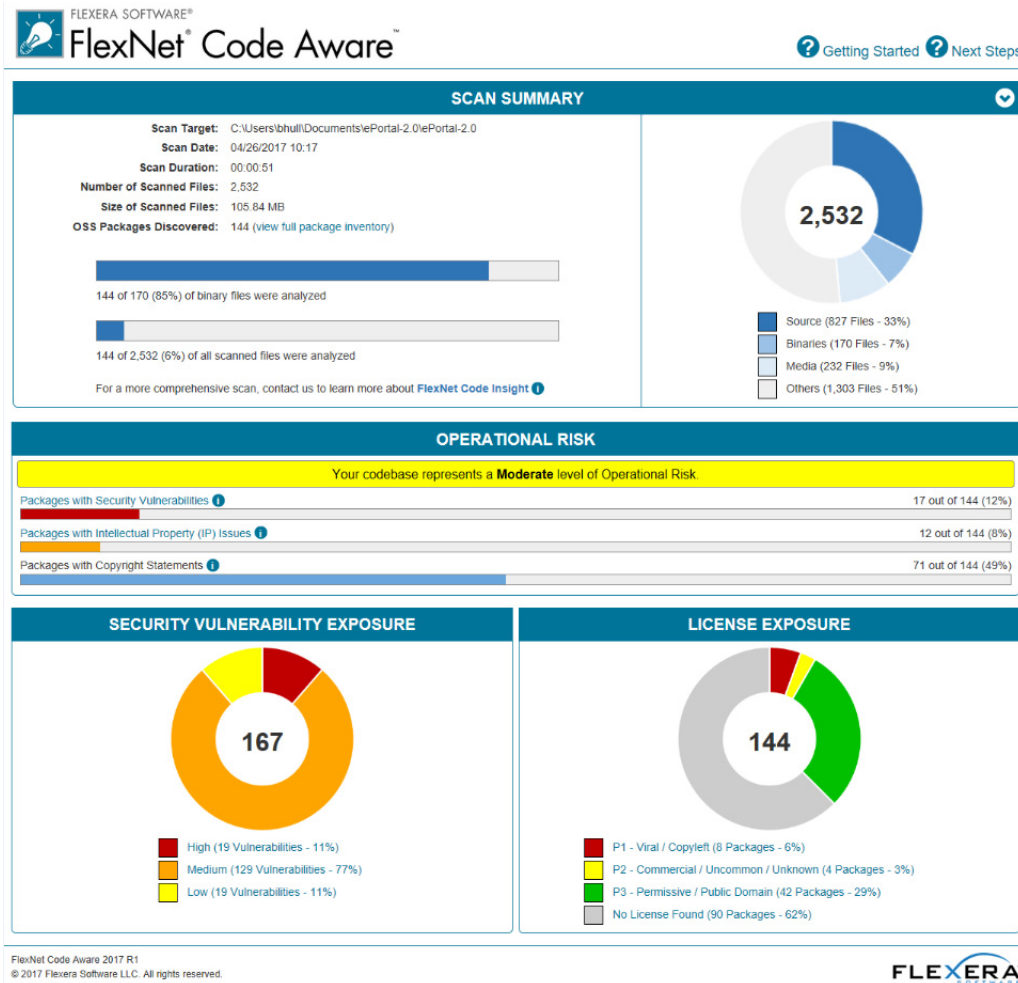 FLEXERA SOFTWARE®
FlexNet® Code Aware™
Getting Started
Next Steps
SCAN SUMMARY
Scan Target: C:\Users\bhull\Documents\ePortal-2.0\ePortal-2.0
Scan Date: 04/26/2017 10:17
Scan Duration: 00:00:51
Number of Scanned Files: 2,532
Size of Scanned Files: 105.84 MB
OSS Packages Discovered: 144 (view full package inventory)
144 of 170 (85%) of binary files were analyzed
144 of 2,532 (6%) of all scanned files were analyzed
For a more comprehensive scan, contact us to learn more about FlexNet Code Insight
2,532
Source (827 Files - 33%)
Binaries (170 Files - 7%)
Media (232 Files - 9%)
Others (1,303 Files - 51%)
OPERATIONAL RISK
Your codebase represents a Moderate level of Operational Risk.
Packages with Security Vulnerabilities 17 out of 144 (12%)
Packages with Intellectual Property (IP) Issues 12 out of 144 (8%)
Packages with Copyright Statements 71 out of 144 (49%)
SECURITY VULNERABILITY EXPOSURE
167
High (19 Vulnerabilities - 11%)
Medium (129 Vulnerabilities - 77%)
Low (19 Vulnerabilities - 11%)
LICENSE EXPOSURE
144
P1 - Viral / Copyleft (8 Packages - 6%)
P2 - Commercial / Uncommon / Unknown (4 Packages - 3%)
P3 - Permissive / Public Domain (42 Packages - 29%)
No License Found (90 Packages - 62%)
FlexNet Code Aware 2017 R1
© 2017 Flexera Software LLC. All rights reserved.
FLEXERA
SOFTWARE